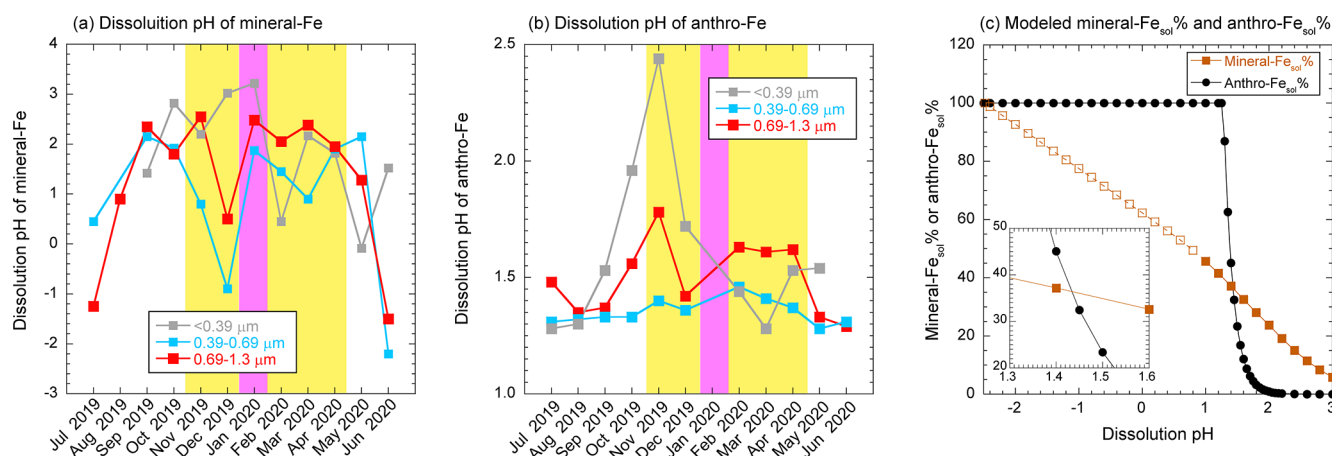 (a) Dissoluition pH of mineral-Fe
Dissolution pH of mineral-Fe
4
3
2
1
0
-1
-2
-3
<0.39 μm
0.39-0.69 μm
0.69-1.3 μm
Jul 2019
Aug 2019
Sep 2019
Oct 2019
Nov 2019
Dec 2019
Jan 2020
Feb 2020
Mar 2020
Apr 2020
May 2020
Jun 2020
(b) Dissolution pH of anthro-Fe
Dissolution pH of anthro-Fe
2.5
2.0
1.5
1.0
<0.39 μm
0.39-0.69 μm
0.69-1.3 μm
Jul 2019
Aug 2019
Sep 2019
Oct 2019
Nov 2019
Dec 2019
Jan 2020
Feb 2020
Mar 2020
Apr 2020
May 2020
Jun 2020
(c) Modeled mineral-Fesol% and anthro-Fesol%
Mineral-Fesol% or anthro-Fesol%
120
100
80
60
40
20
0
Mineral-Fesol%
Anthro-Fesol%
50
40
30
20
1.3 1.4 1.5 1.6
-2 -1 0 1 2 3
Dissolution pH